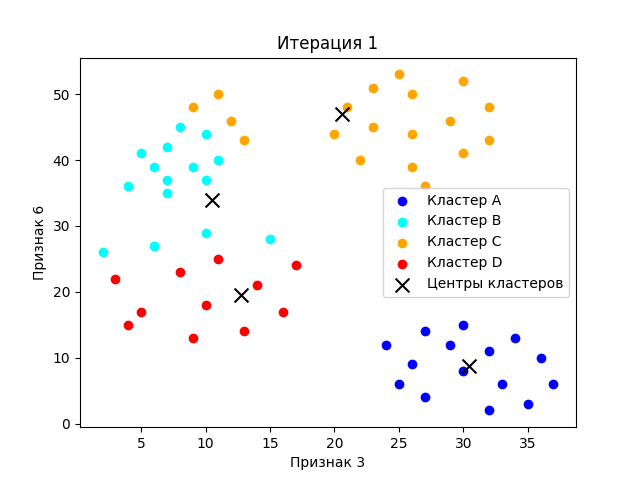 Итерация 1
Признак 6
50
40
30
20
10
0
Кластер A
Кластер B
Кластер C
Кластер D
Центры кластеров
5 10 15 20 25 30 35
Признак 3